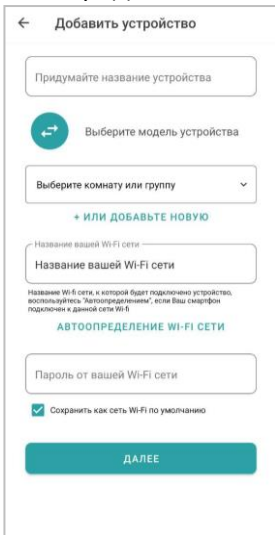 Добавить устройство
Придумайте название устройства
Выберите модель устройства
Выберите комнату или группу
+ ИЛИ ДОБАВЬТЕ НОВУЮ
Название вашей Wi-Fi сети
Название вашей Wi-Fi сети
Название Wi-fi сети, к которой будет подключено устройство,
воспользуйтесь "Автоопределением", если Ваш смартфон
подключен к данной сети Wi-fi
АВТООПРЕДЕЛЕНИЕ WI-FI СЕТИ
Пароль от вашей Wi-Fi сети
Сохранить как сеть Wi-Fi по умолчанию
ДАЛЕЕ